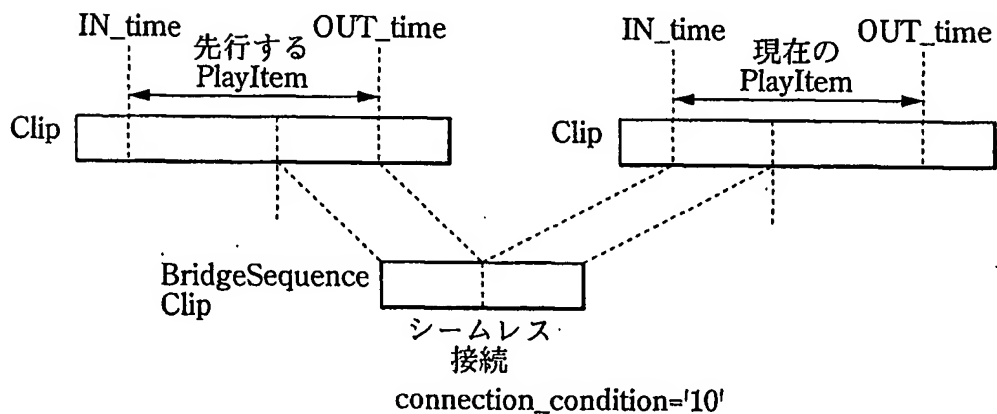 IN_time
先行する
PlayItem
OUT_time
IN_time
現在の
PlayItem
OUT_time
Clip
Clip
BridgeSequence
Clip
シームレス
接続
connection_condition='10'